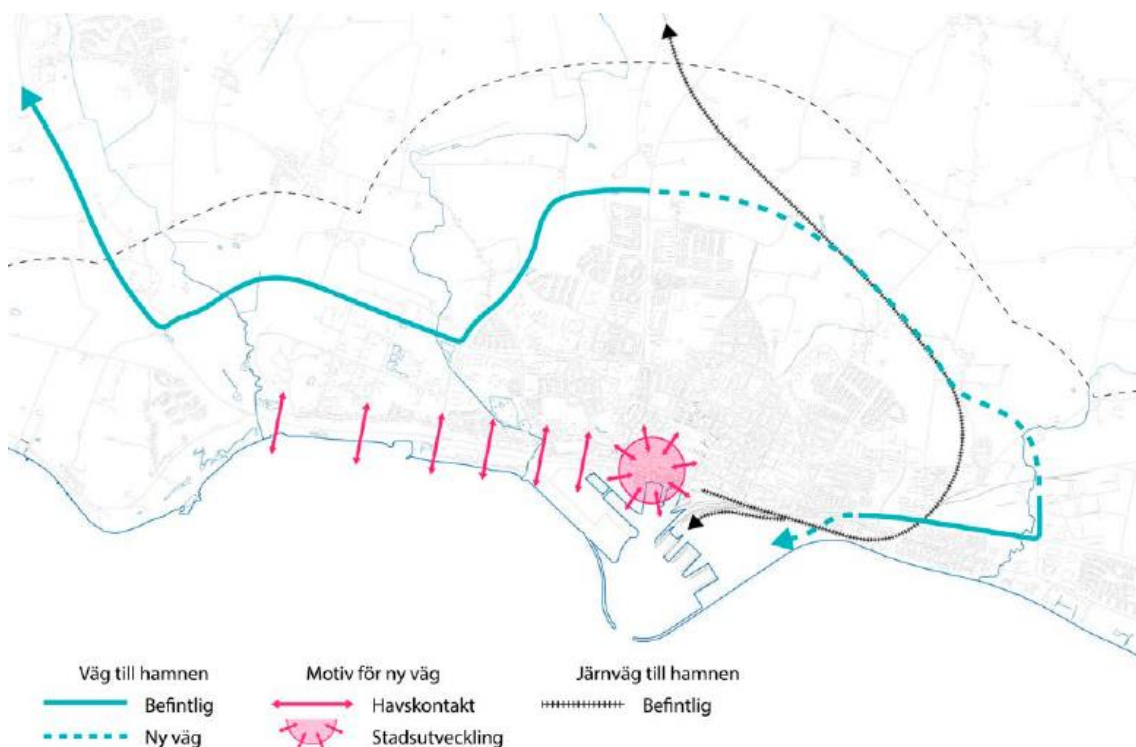 Väg till hamnen
Befintlig
Ny väg
Motiv för ny väg
Havskontakt
Stadsutveckling
Järnväg till hamnen
Befintlig